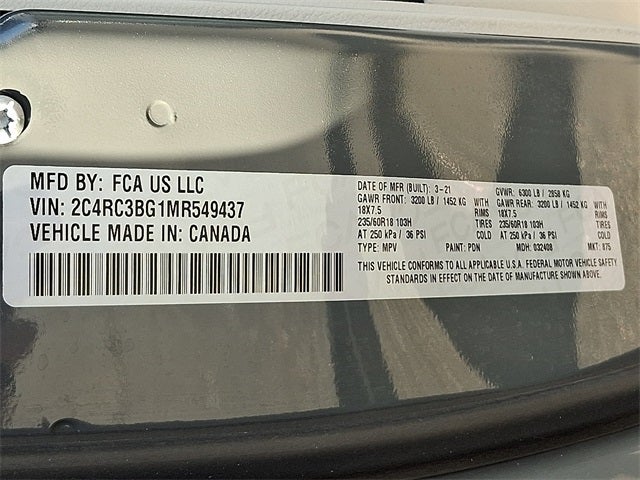 MFD BY: FCA US LLC
VIN: 2C4RC3BG1MR549437
VEHICLE MADE IN: CANADA
DATE OF MFR (BUILT): 3-21 GVWR: 6300 LB / 2858 KG
GAWR FRONT: 3200 LB / 1452 KG WITH GAWR REAR: 3200 LB / 1452 KG WITH
18X7.5 RIMS 18X7.5 RIMS
235/60R18 103H TIRES 235/60R18 103H TIRES
AT 250 kPa / 36 PSI COLD AT 250 kPa / 36 PSI COLD
TYPE: MPV PAINT: PDN MDH: 032408 MKT: 875
THIS VEHICLE CONFORMS TO ALL APPLICABLE U.S.A. FEDERAL MOTOR VEHICLE SAFETY
STANDARDS IN EFFECT ON THE DATE OF MANUFACTURE SHOWN ABOVE.